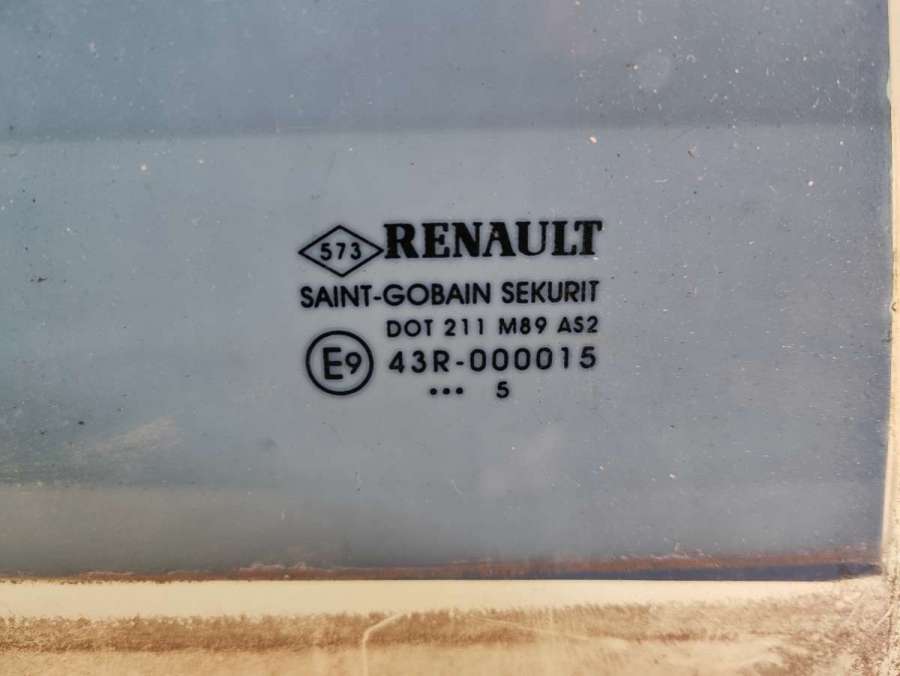 573 RENAULT
SAINT-GOBAIN SEKURIT
DOT 211 M89 AS2
E9 43R-000015
••• 5